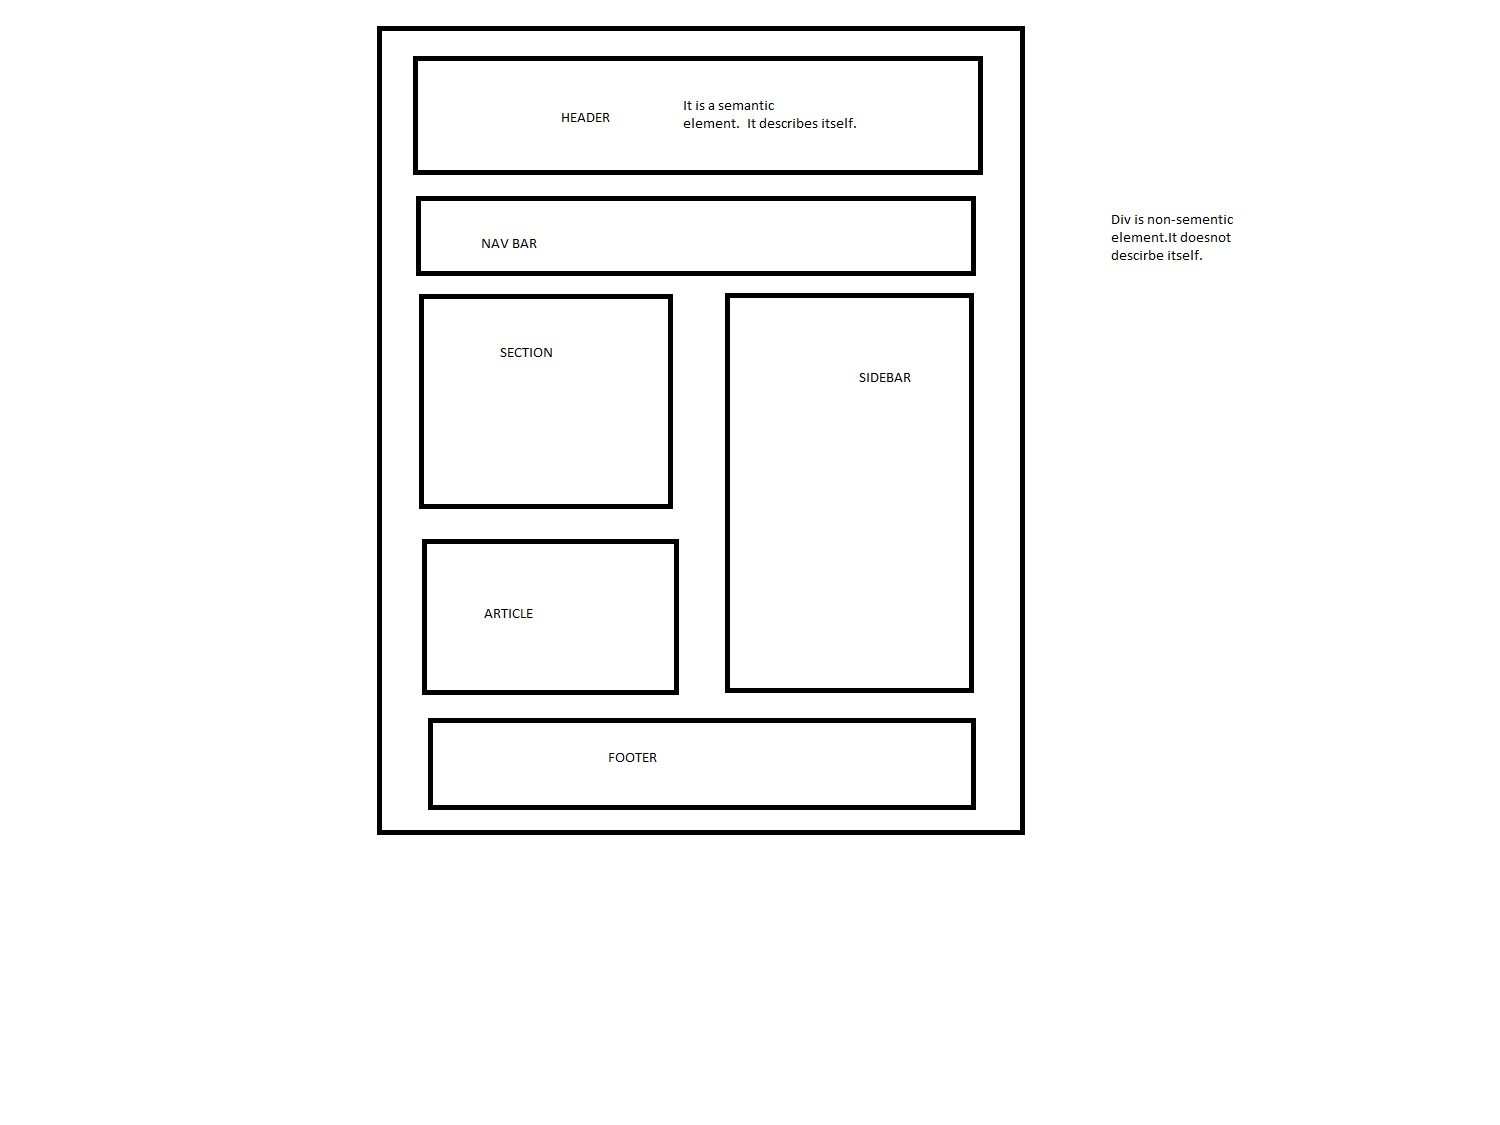 HEADER
It is a semantic
element.  It describes itself.
NAV BAR
Div is non-sementic
element.It doesnot
descirbe itself.
SECTION
SIDEBAR
ARTICLE
FOOTER